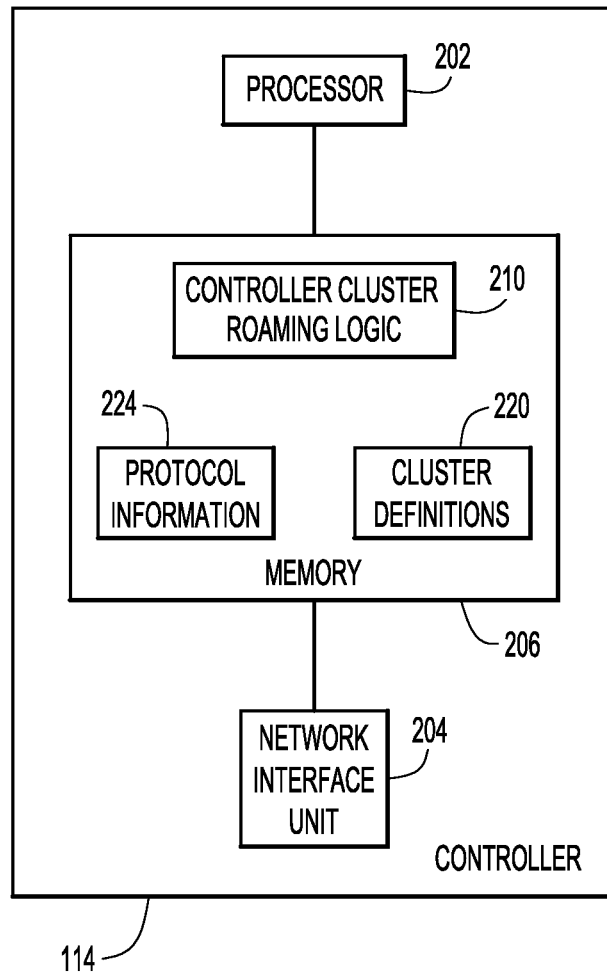 202
PROCESSOR
CONTROLLER CLUSTER
ROAMING LOGIC
210
224
220
PROTOCOL
INFORMATION
CLUSTER
DEFINITIONS
MEMORY
206
NETWORK
INTERFACE
UNIT
204
CONTROLLER
114